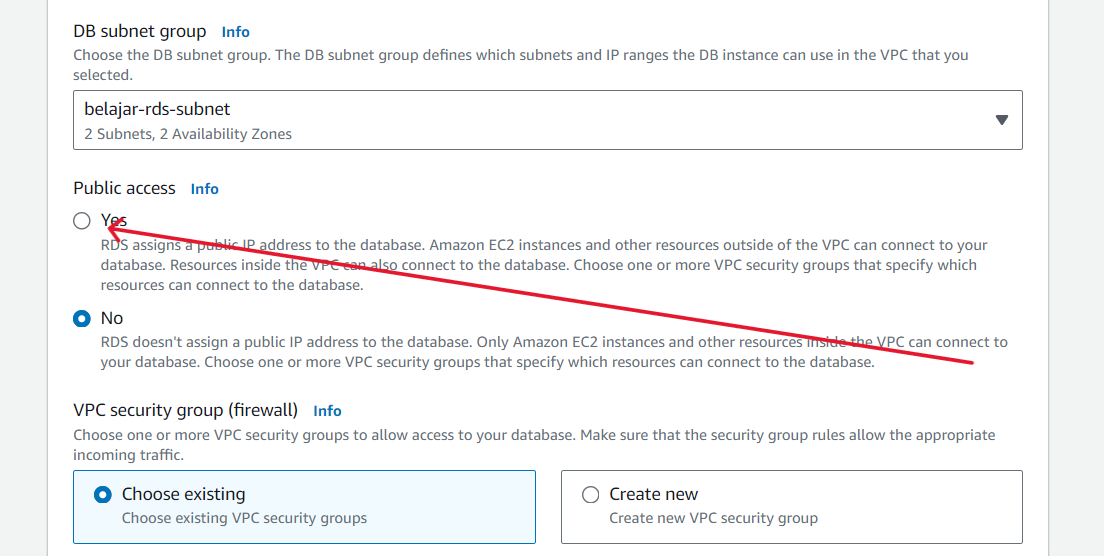 DB subnet group Info
Choose the DB subnet group. The DB subnet group defines which subnets and IP ranges the DB instance can use in the VPC that you
selected.
belajar-rds-subnet
2 Subnets, 2 Availability Zones
Public access Info
Yes
RDS assigns a public IP address to the database. Amazon EC2 instances and other resources outside of the VPC can connect to your
database. Resources inside the VPC can also connect to the database. Choose one or more VPC security groups that specify which
resources can connect to the database.
No
RDS doesn't assign a public IP address to the database. Only Amazon EC2 instances and other resources inside the VPC can connect to
your database. Choose one or more VPC security groups that specify which resources can connect to the database.
VPC security group (firewall) Info
Choose one or more VPC security groups to allow access to your database. Make sure that the security group rules allow the appropriate
incoming traffic.
Choose existing
Choose existing VPC security groups
Create new
Create new VPC security group